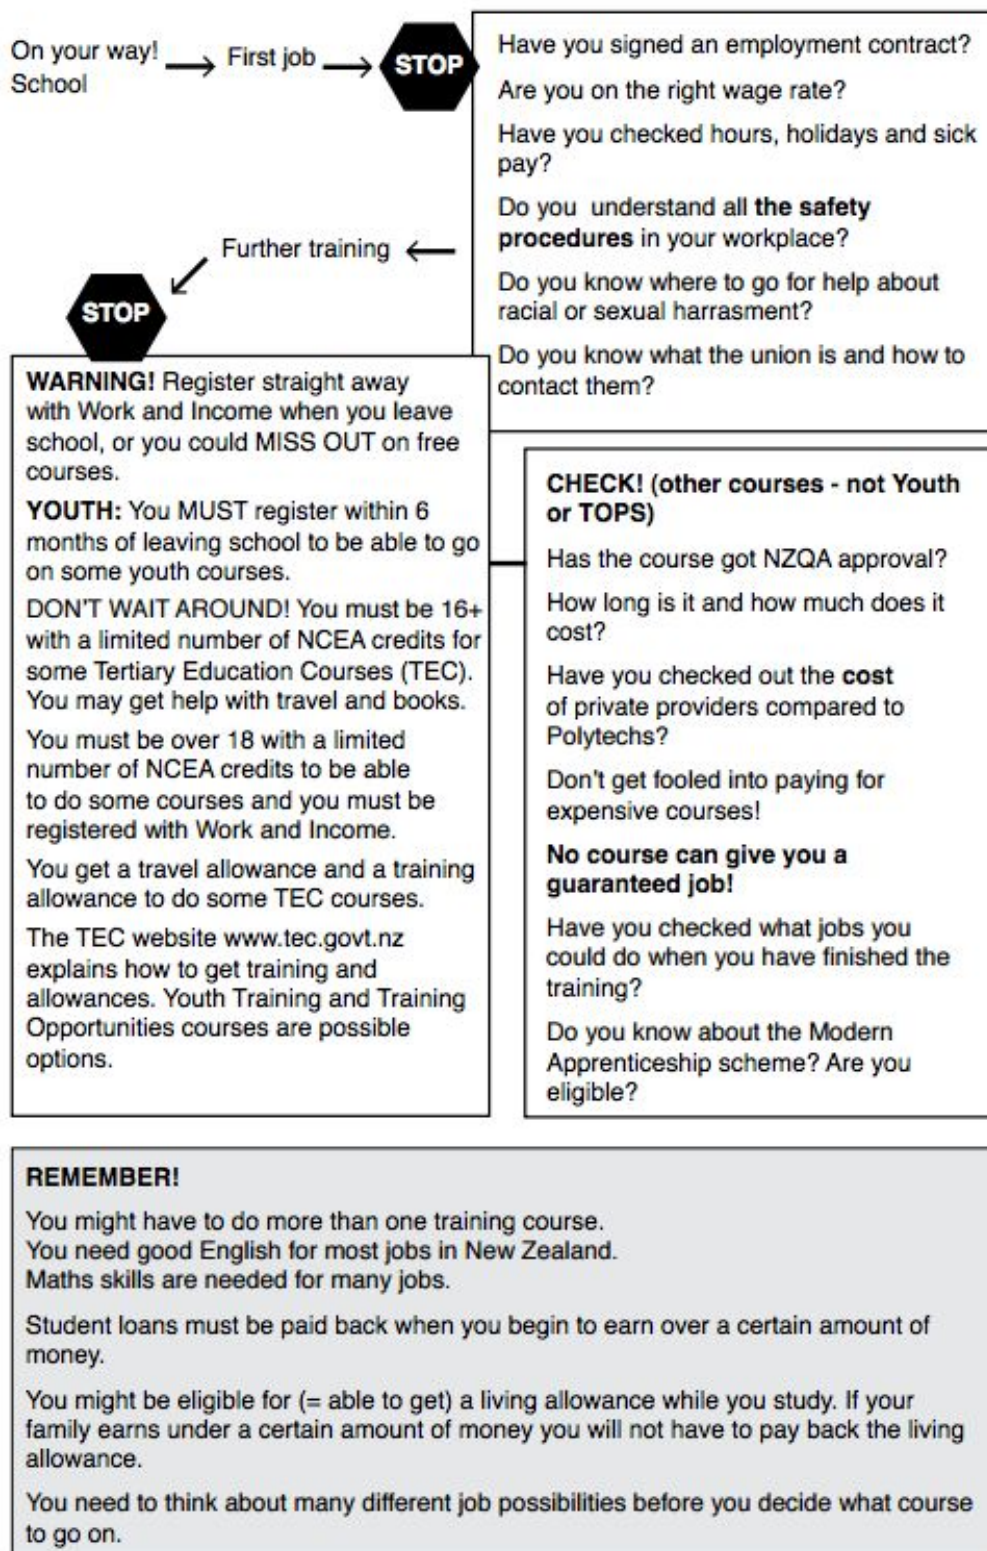 On your way!
School
First job
STOP
Have you signed an employment contract?
Are you on the right wage rate?
Have you checked hours, holidays and sick
pay?
Do you understand all the safety
procedures in your workplace?
Do you know where to go for help about
racial or sexual harrasment?
Do you know what the union is and how to
contact them?
Further training
STOP
WARNING! Register straight away
with Work and Income when you leave
school, or you could MISS OUT on free
courses.
YOUTH: You MUST register within 6
months of leaving school to be able to go
on some youth courses.
DON'T WAIT AROUND! You must be 16+
with a limited number of NCEA credits for
some Tertiary Education Courses (TEC).
You may get help with travel and books.
You must be over 18 with a limited
number of NCEA credits to be able
to do some courses and you must be
registered with Work and Income.
You get a travel allowance and a training
allowance to do some TEC courses.
The TEC website www.tec.govt.nz
explains how to get training and
allowances. Youth Training and Training
Opportunities courses are possible
options.
CHECK! (other courses - not Youth
or TOPS)
Has the course got NZQA approval?
How long is it and how much does it
cost?
Have you checked out the cost
of private providers compared to
Polytechs?
Don't get fooled into paying for
expensive courses!
No course can give you a
guaranteed job!
Have you checked what jobs you
could do when you have finished the
training?
Do you know about the Modern
Apprenticeship scheme? Are you
eligible?
REMEMBER!
You might have to do more than one training course.
You need good English for most jobs in New Zealand.
Maths skills are needed for many jobs.
Student loans must be paid back when you begin to earn over a certain amount of
money.
You might be eligible for (= able to get) a living allowance while you study. If your
family earns under a certain amount of money you will not have to pay back the living
allowance.
You need to think about many different job possibilities before you decide what course
to go on.